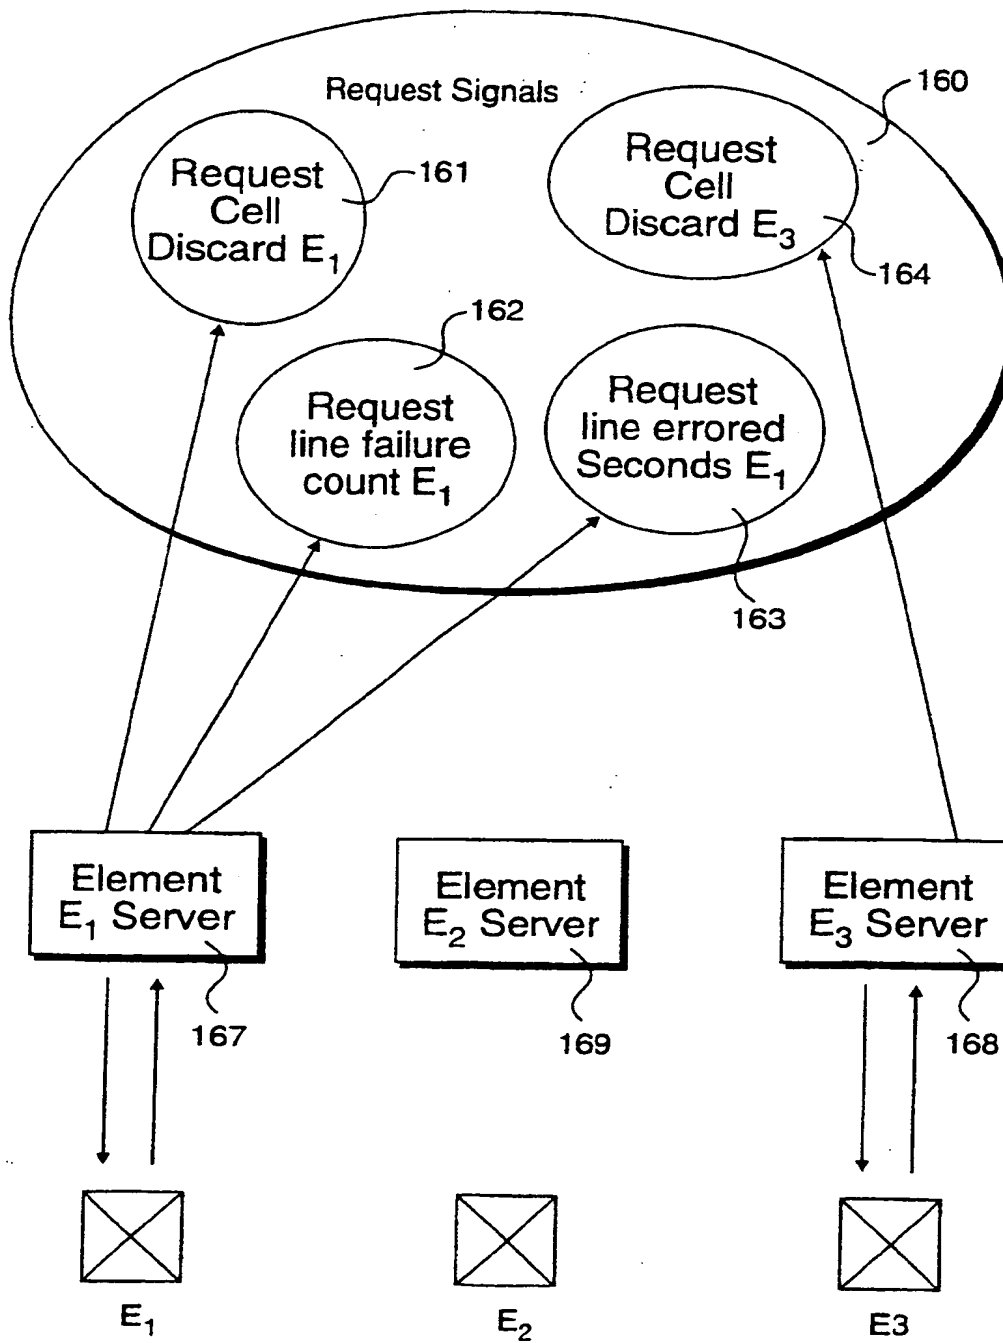 Request Signals
160
Request
Cell
Discard E₁
161
Request
Cell
Discard E₃
164
162
Request
line failure
count E₁
Request
line errored
Seconds E₁
163
Element
E₁ Server
167
Element
E₂ Server
169
Element
E₃ Server
168
E₁
E₂
E3